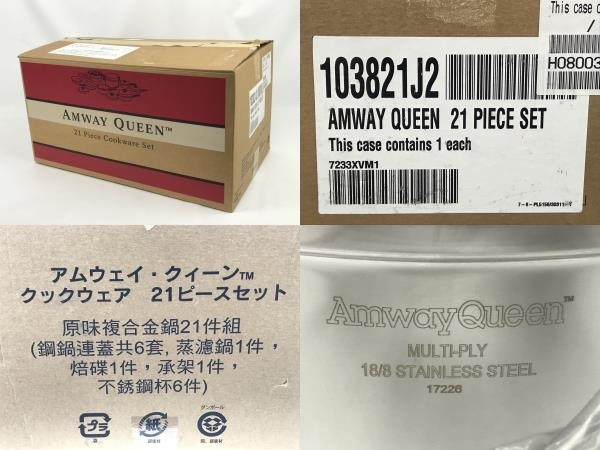 AMWAY QUEEN™
21 Piece Cookware Set
This case c
/
H08003
103821J2
AMWAY QUEEN 21 PIECE SET
This case contains 1 each
7233XVM1
アムウェイ・クィーン™
クックウェア 21ピースセット
原味複合金鍋21件組
(鋼鍋連蓋共6套, 蒸濾鍋1件,
焙碟1件, 承架1件,
不銹鋼杯6件)
プラ
紙
ダンボール
AmwayQueen™
MULTI-PLY
18/8 STAINLESS STEEL
17226